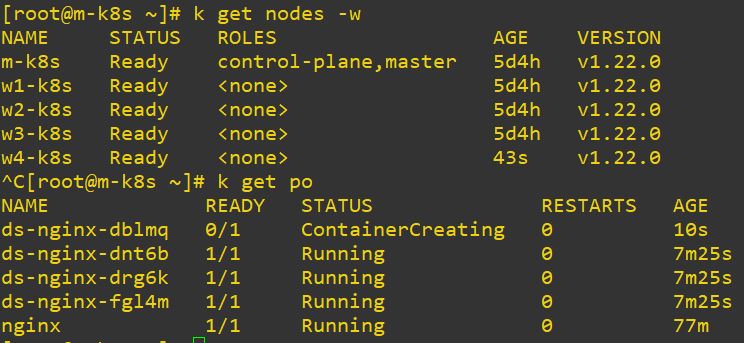 [root@m-k8s ~]# k get nodes -w
NAME STATUS ROLES AGE VERSION
m-k8s Ready control-plane,master 5d4h v1.22.0
w1-k8s Ready <none> 5d4h v1.22.0
w2-k8s Ready <none> 5d4h v1.22.0
w3-k8s Ready <none> 5d4h v1.22.0
w4-k8s Ready <none> 43s v1.22.0
^C[root@m-k8s ~]# k get po
NAME READY STATUS RESTARTS AGE
ds-nginx-dblmq 0/1 ContainerCreating 0 10s
ds-nginx-dnt6b 1/1 Running 0 7m25s
ds-nginx-drg6k 1/1 Running 0 7m25s
ds-nginx-fgl4m 1/1 Running 0 7m25s
nginx 1/1 Running 0 77m